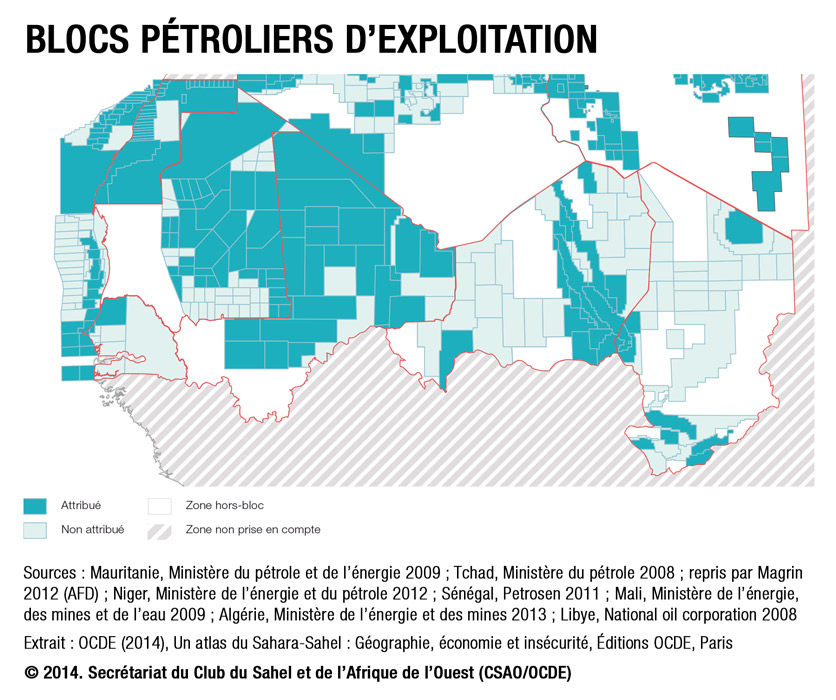 BLOCS PÉTROLIERS D’EXPLOITATION
Attribué
Zone hors-bloc
Non attribué
Zone non prise en compte
Sources : Mauritanie, Ministère du pétrole et de l’énergie 2009 ; Tchad, Ministère du pétrole 2008 ; repris par Magrin
2012 (AFD) ; Niger, Ministère de l’énergie et du pétrole 2012 ; Sénégal, Petrosen 2011 ; Mali, Ministère de l’énergie,
des mines et de l’eau 2009 ; Algérie, Ministère de l’énergie et des mines 2013 ; Libye, National oil corporation 2008
Extrait : OCDE (2014), Un atlas du Sahara-Sahel : Géographie, économie et insécurité, Éditions OCDE, Paris
© 2014. Secrétariat du Club du Sahel et de l’Afrique de l’Ouest (CSAO/OCDE)